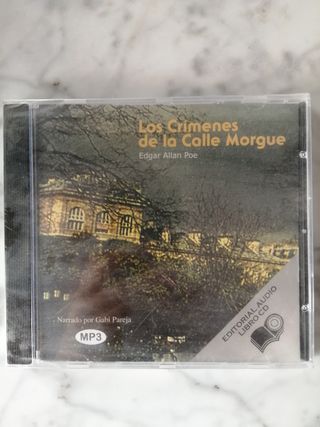 Los Crímenes
de la Calle Morgue
Edgar Allan Poe
Narrado por Gabi Pareja
MP3
EDITORIAL AUDIO
LIBRO CD